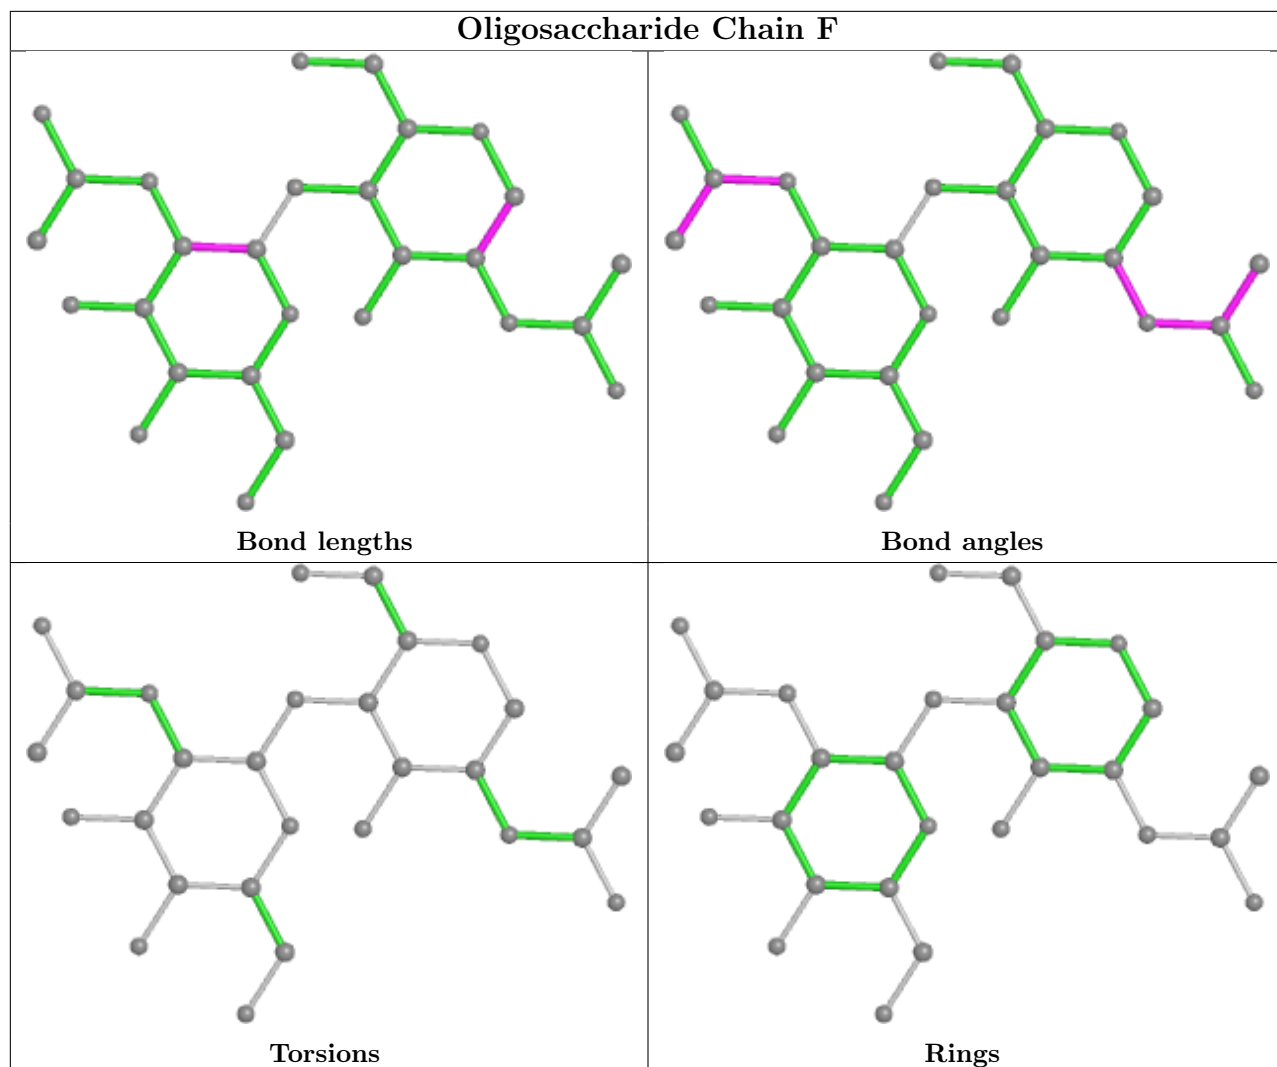 Oligosaccharide Chain F
Bond lengths
Bond angles
Torsions
Rings